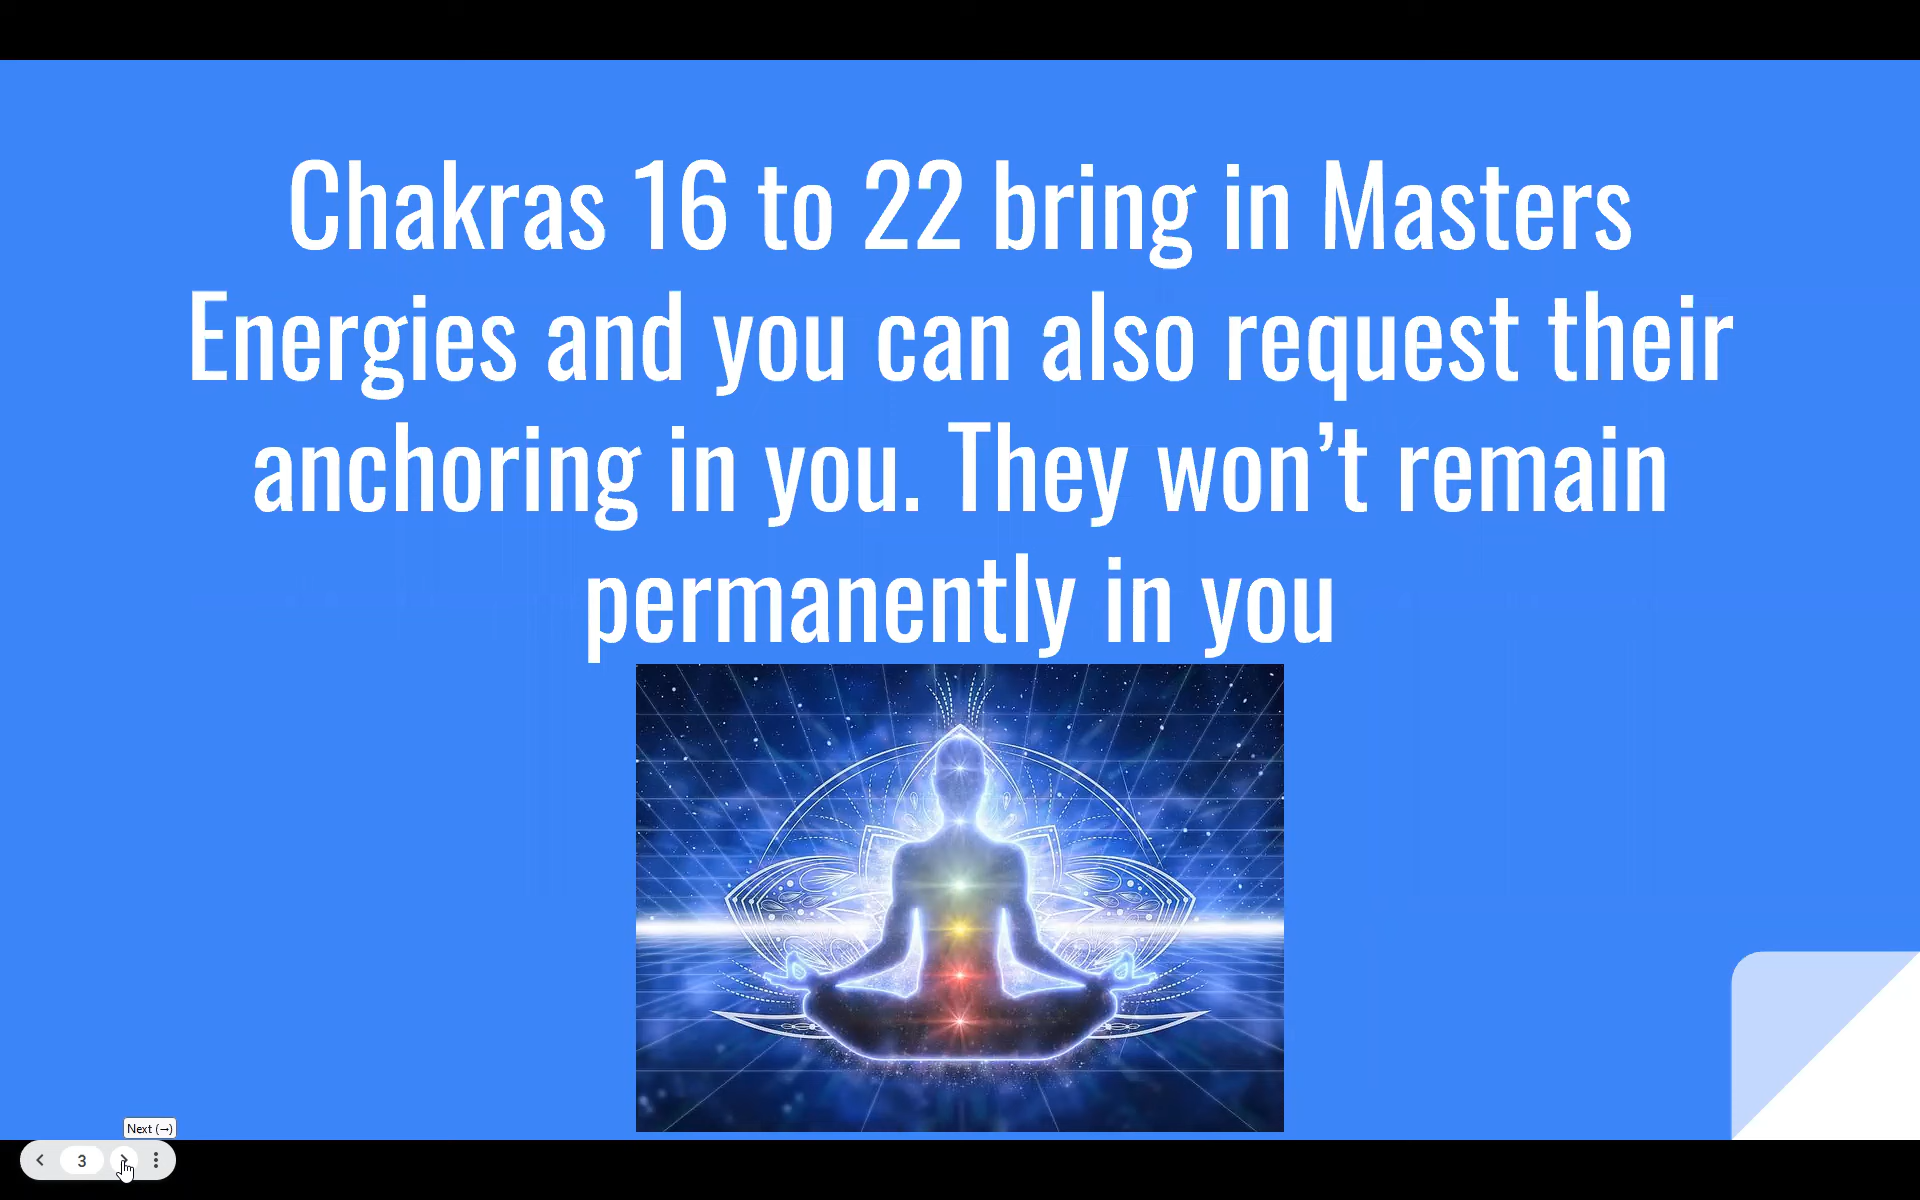 Chakras 16 to 22 bring in Masters
Energies and you can also request their
anchoring in you. They won’t remain
permanently in you
Next (→)
3